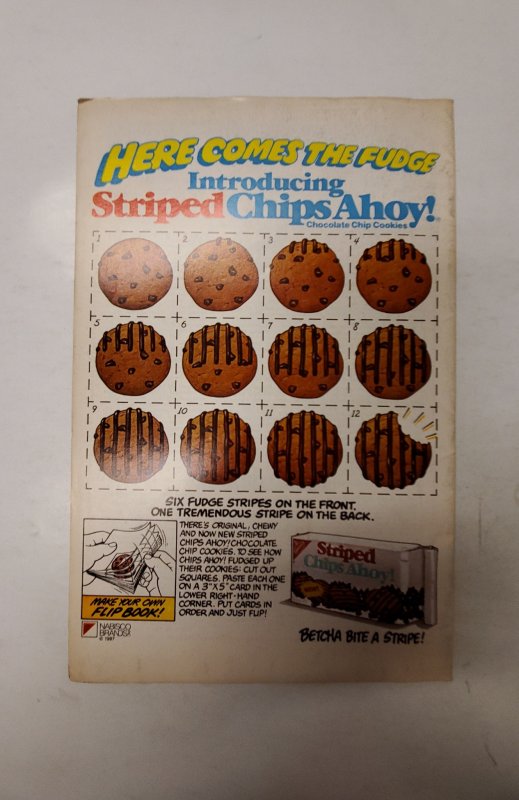 HERE COMES THE FUDGE
Introducing
Striped Chips Ahoy!
Chocolate Chip Cookies
1 2 3 4
5 6 7 8
9 10 11 12
SIX FUDGE STRIPES ON THE FRONT.
ONE TREMENDOUS STRIPE ON THE BACK.
MAKE YOUR OWN
FLIP BOOK!
NABISCO
BRANDS
© 1987
THERE'S ORIGINAL, CHEWY
AND NOW NEW STRIPED
CHIPS AHOY! CHOCOLATE
CHIP COOKIES. TO SEE HOW
CHIPS AHOY! FUDGED UP
THEIR COOKIES: CUT OUT
SQUARES. PASTE EACH ONE
ON A 3"X 5" CARD IN THE
LOWER RIGHT-HAND
CORNER. PUT CARDS IN
ORDER AND JUST FLIP!
Striped
Chips Ahoy!
BETCHA BITE A STRIPE!